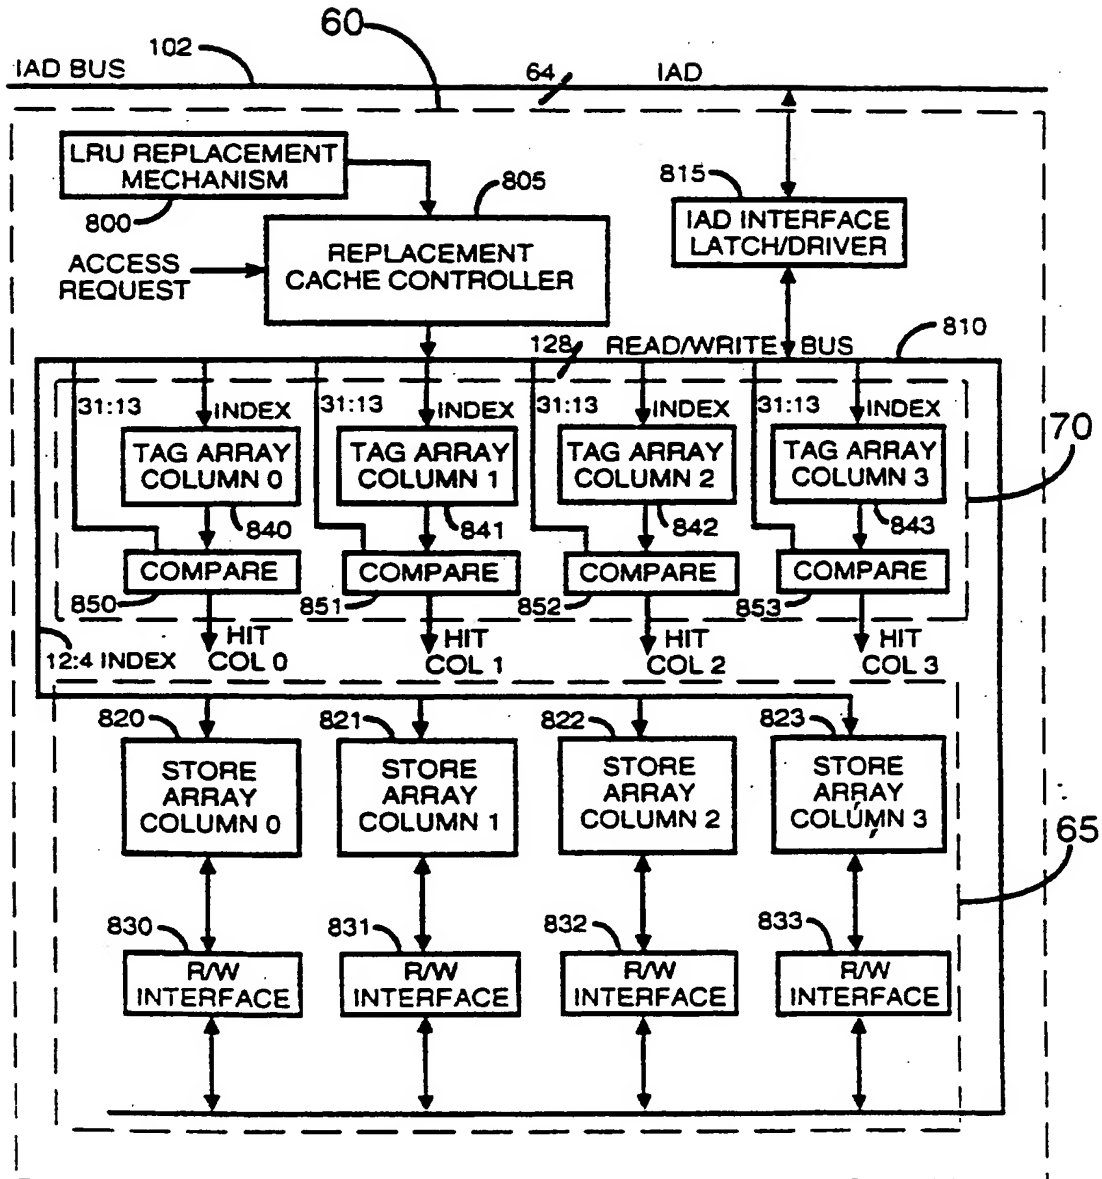 60
102
IAD BUS
64
IAD
LRU REPLACEMENT
MECHANISM
800
805
815
IAD INTERFACE
LATCH/DRIVER
REPLACEMENT
CACHE CONTROLLER
ACCESS
REQUEST
128
READ/WRITE BUS
810
31:13
INDEX
31:13
INDEX
31:13
INDEX
31:13
INDEX
70
TAG ARRAY
COLUMN 0
TAG ARRAY
COLUMN 1
TAG ARRAY
COLUMN 2
TAG ARRAY
COLUMN 3
840
841
842
843
COMPARE
COMPARE
COMPARE
COMPARE
850
851
852
853
12:4 INDEX
HIT
COL 0
HIT
COL 1
HIT
COL 2
HIT
COL 3
820
821
822
823
STORE
ARRAY
COLUMN 0
STORE
ARRAY
COLUMN 1
STORE
ARRAY
COLUMN 2
STORE
ARRAY
COLUMN 3
65
830
831
832
833
R/W
INTERFACE
R/W
INTERFACE
R/W
INTERFACE
R/W
INTERFACE